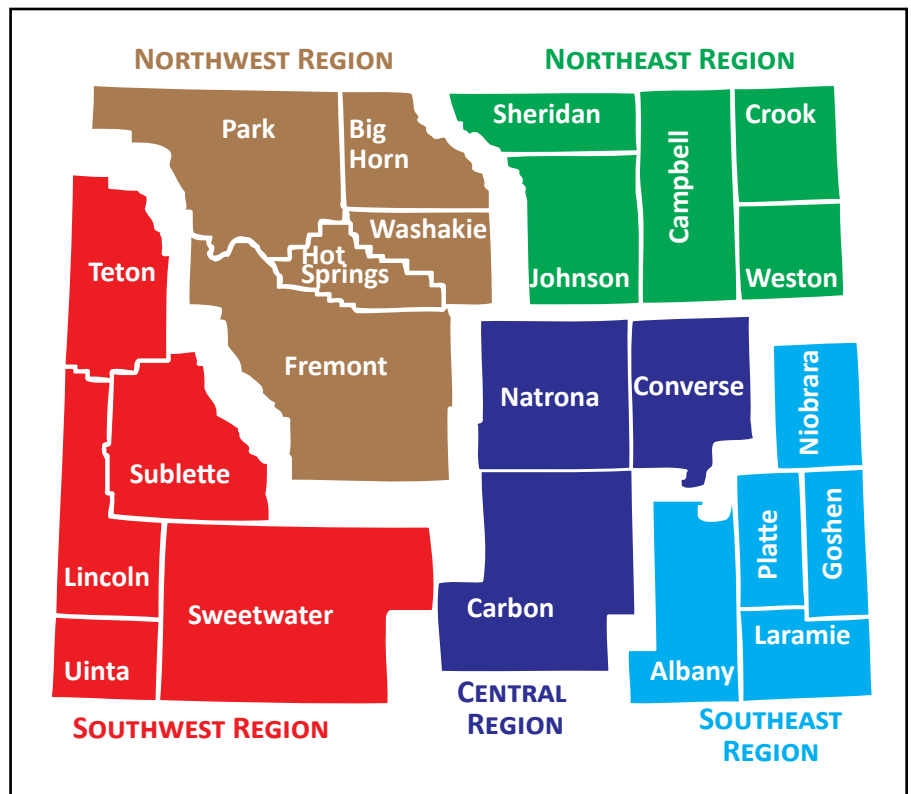 NORTHWEST REGION
NORTHEAST REGION
Park
Big
Horn
Washakie
Hot
Springs
Fremont
Sheridan
Johnson
Campbell
Crook
Weston
Teton
Sublette
Lincoln
Sweetwater
Uinta
SOUTHWEST REGION
Natrona
Converse
Carbon
CENTRAL
REGION
Niobrara
Platte
Goshen
Albany
Laramie
SOUTHEAST
REGION